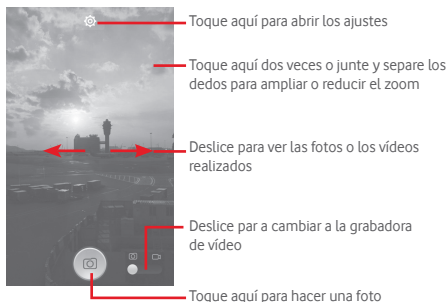 Toque aquí para abrir los ajustes
Toque aquí dos veces o junte y separe los
dedos para ampliar o reducir el zoom
Deslice para ver las fotos o los vídeos
realizados
Deslice par a cambiar a la grabadora
de vídeo
Toque aquí para hacer una foto